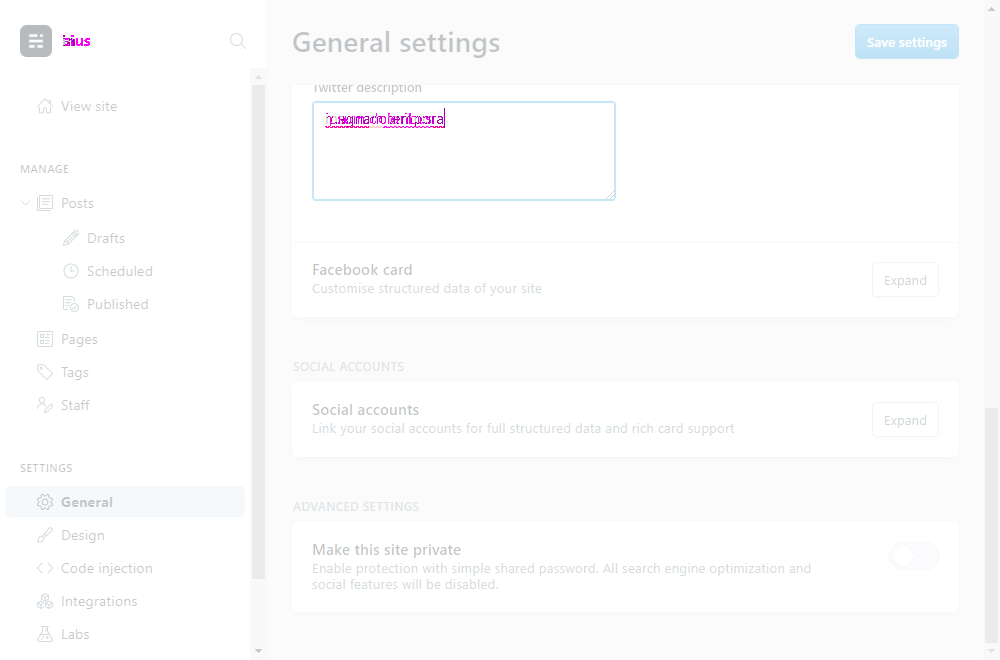 General settings
Save settings
View site
MANAGE
Posts
Drafts
Scheduled
Published
Pages
Tags
Staff
SETTINGS
General
Design
Code injection
Integrations
Labs
Twitter description
Facebook card
Customise structured data of your site
Expand
SOCIAL ACCOUNTS
Social accounts
Link your social accounts for full structured data and rich card support
Expand
ADVANCED SETTINGS
Make this site private
Enable protection with simple shared password. All search engine optimization and
social features will be disabled.